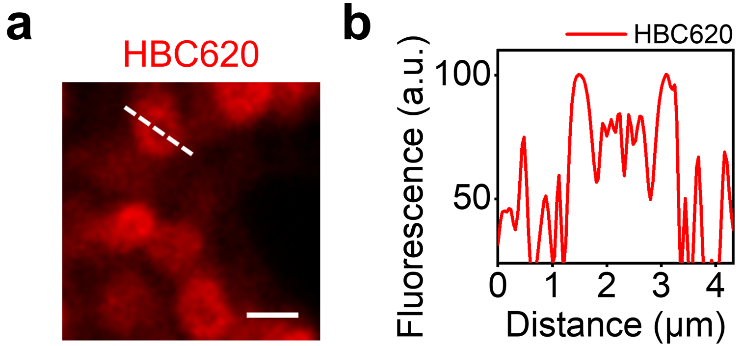 a
HBC620
b
HBC620
Fluorescence (a.u.)
100
50
0 1 2 3 4
Distance (μm)